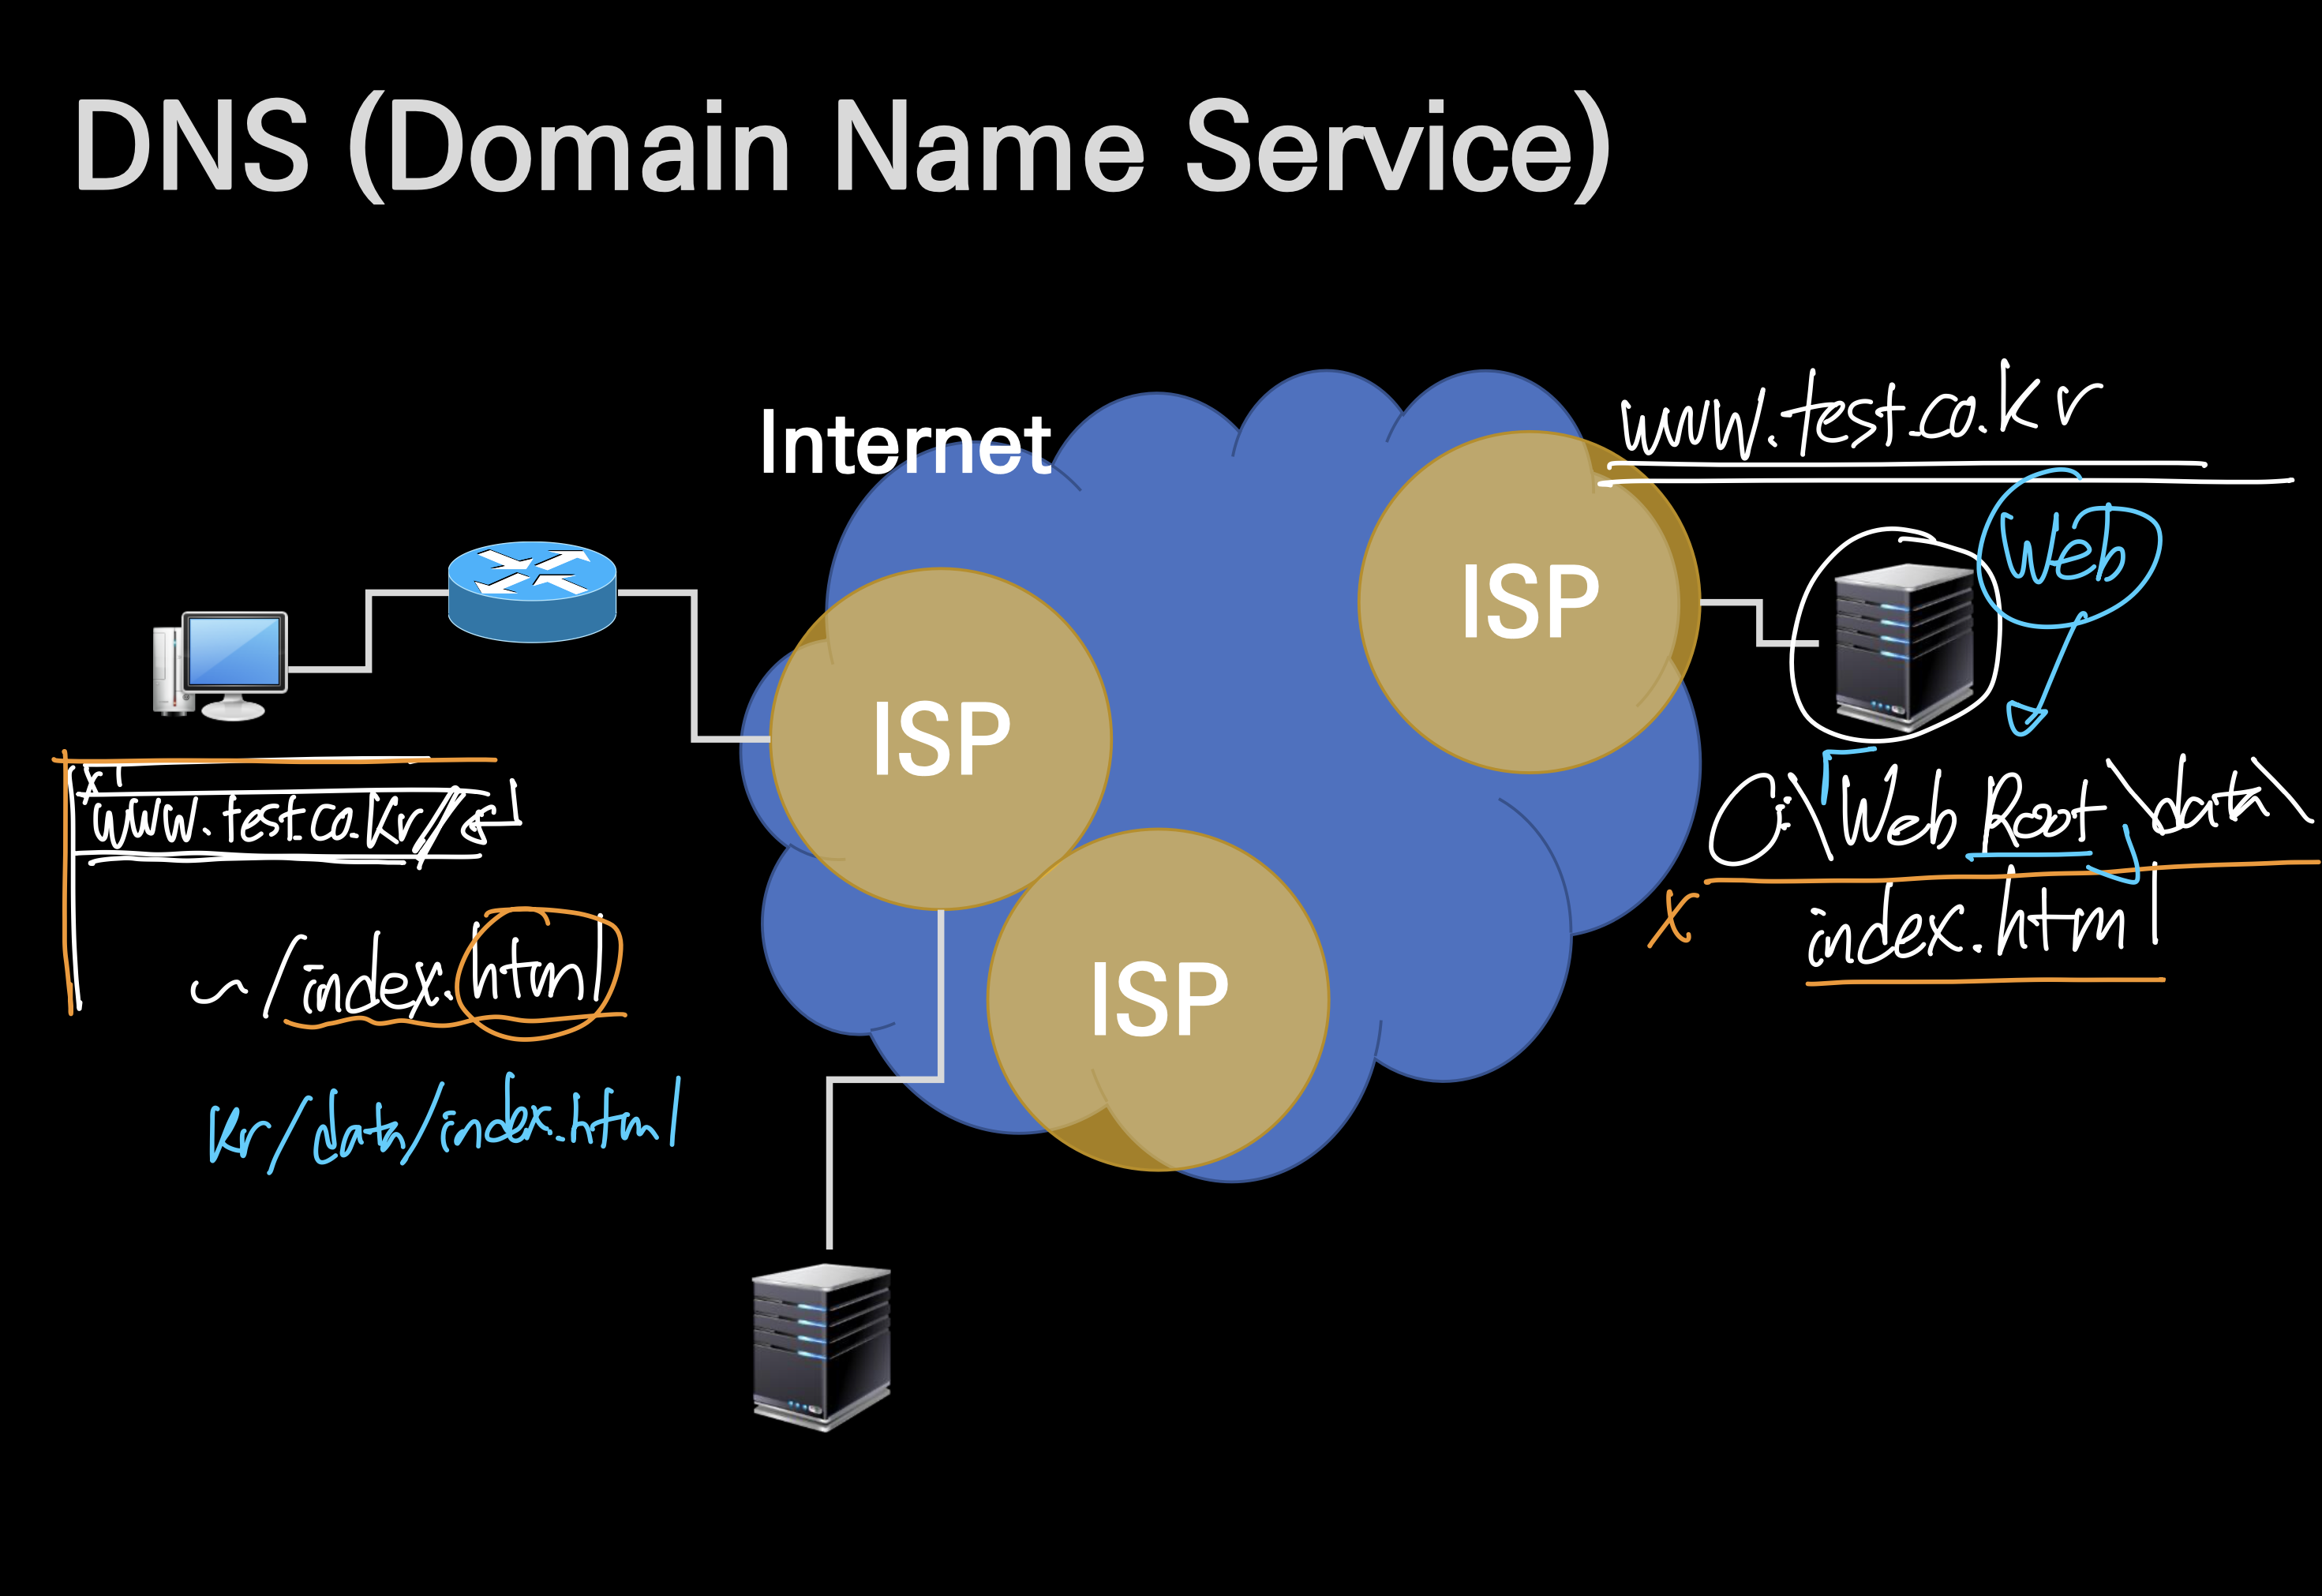 DNS (Domain Name Service)
Internet
ISP
ISP
ISP
www.test.co.kr
Web
C:\Web Root\data\
index.html
www.test.co.kr/
~/index.html
kr/data/index.html